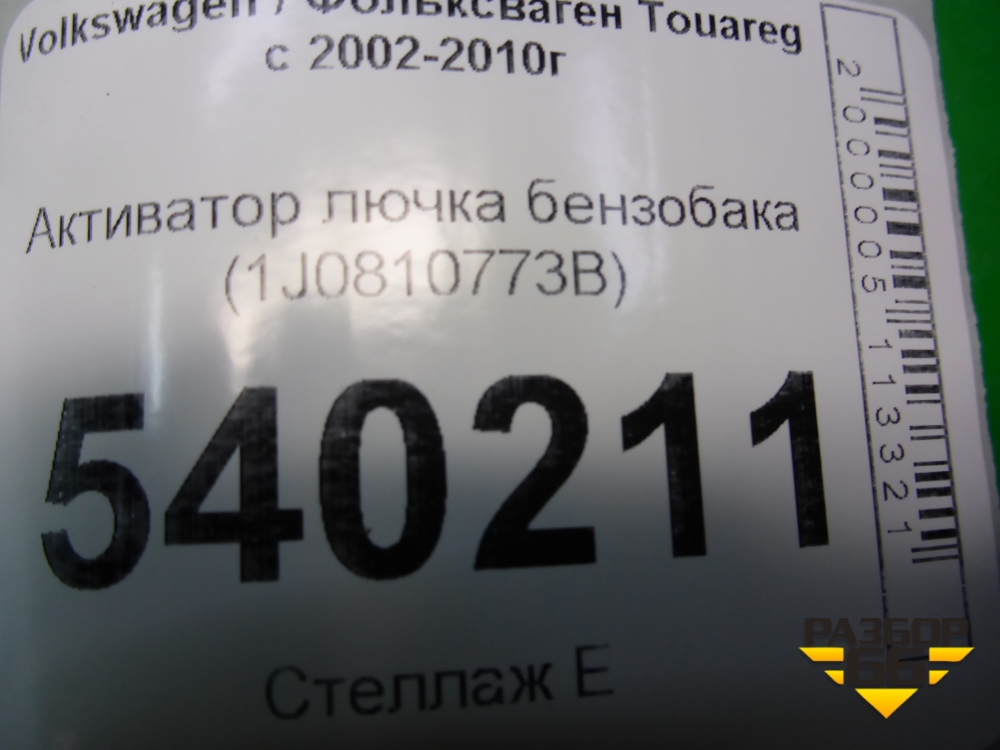 Volkswagen / Фольксваген Touareg
с 2002-2010г
Активатор лючка бензобака
(1J0810773B)
540211
Стеллаж Е
2000005113321
РАЗБОР
66